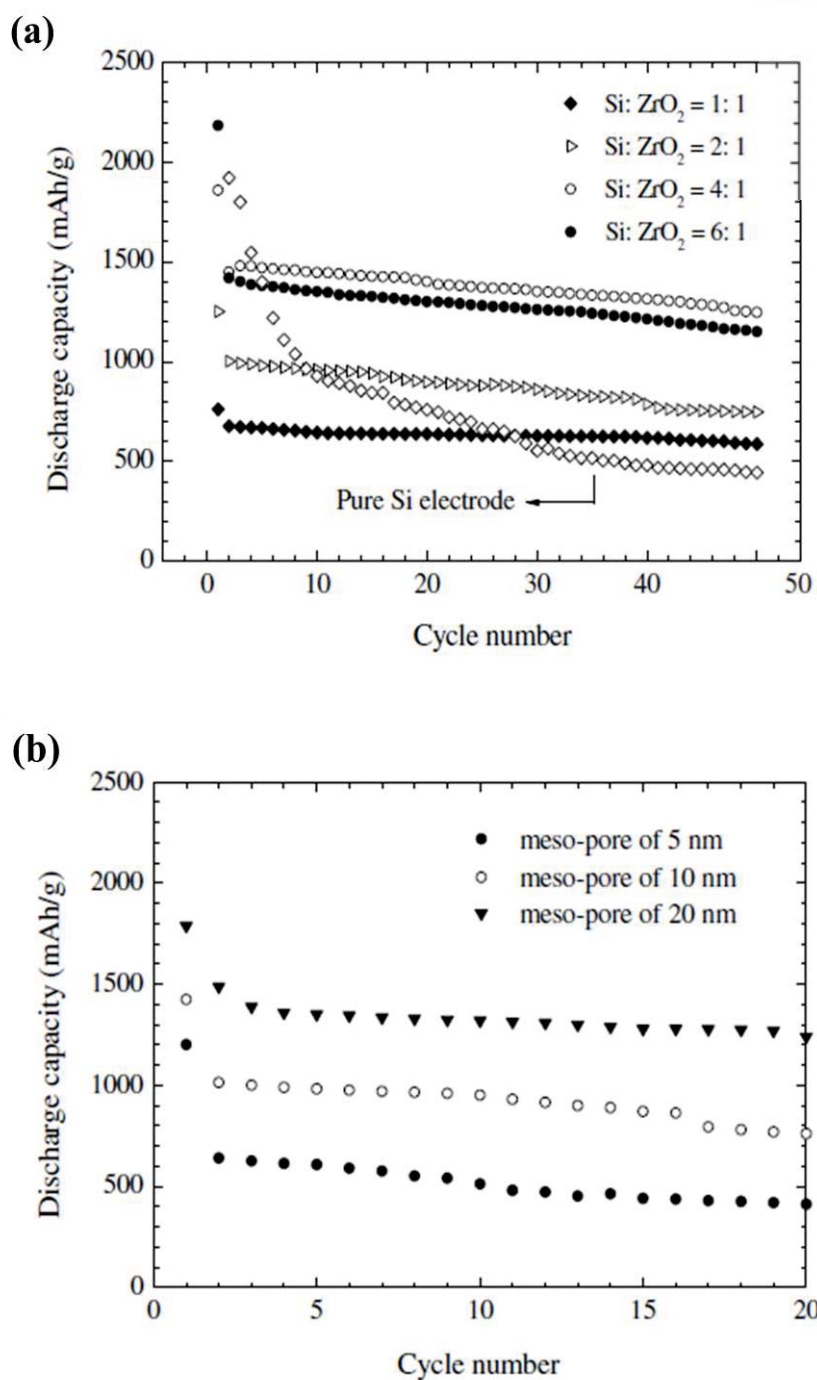 (a)
2500
2000
1500
1000
500
0
Discharge capacity (mAh/g)
Si: ZrO₂ = 1: 1
Si: ZrO₂ = 2: 1
Si: ZrO₂ = 4: 1
Si: ZrO₂ = 6: 1
Pure Si electrode
0 10 20 30 40 50
Cycle number
(b)
2500
2000
1500
1000
500
0
Discharge capacity (mAh/g)
meso-pore of 5 nm
meso-pore of 10 nm
meso-pore of 20 nm
0 5 10 15 20
Cycle number